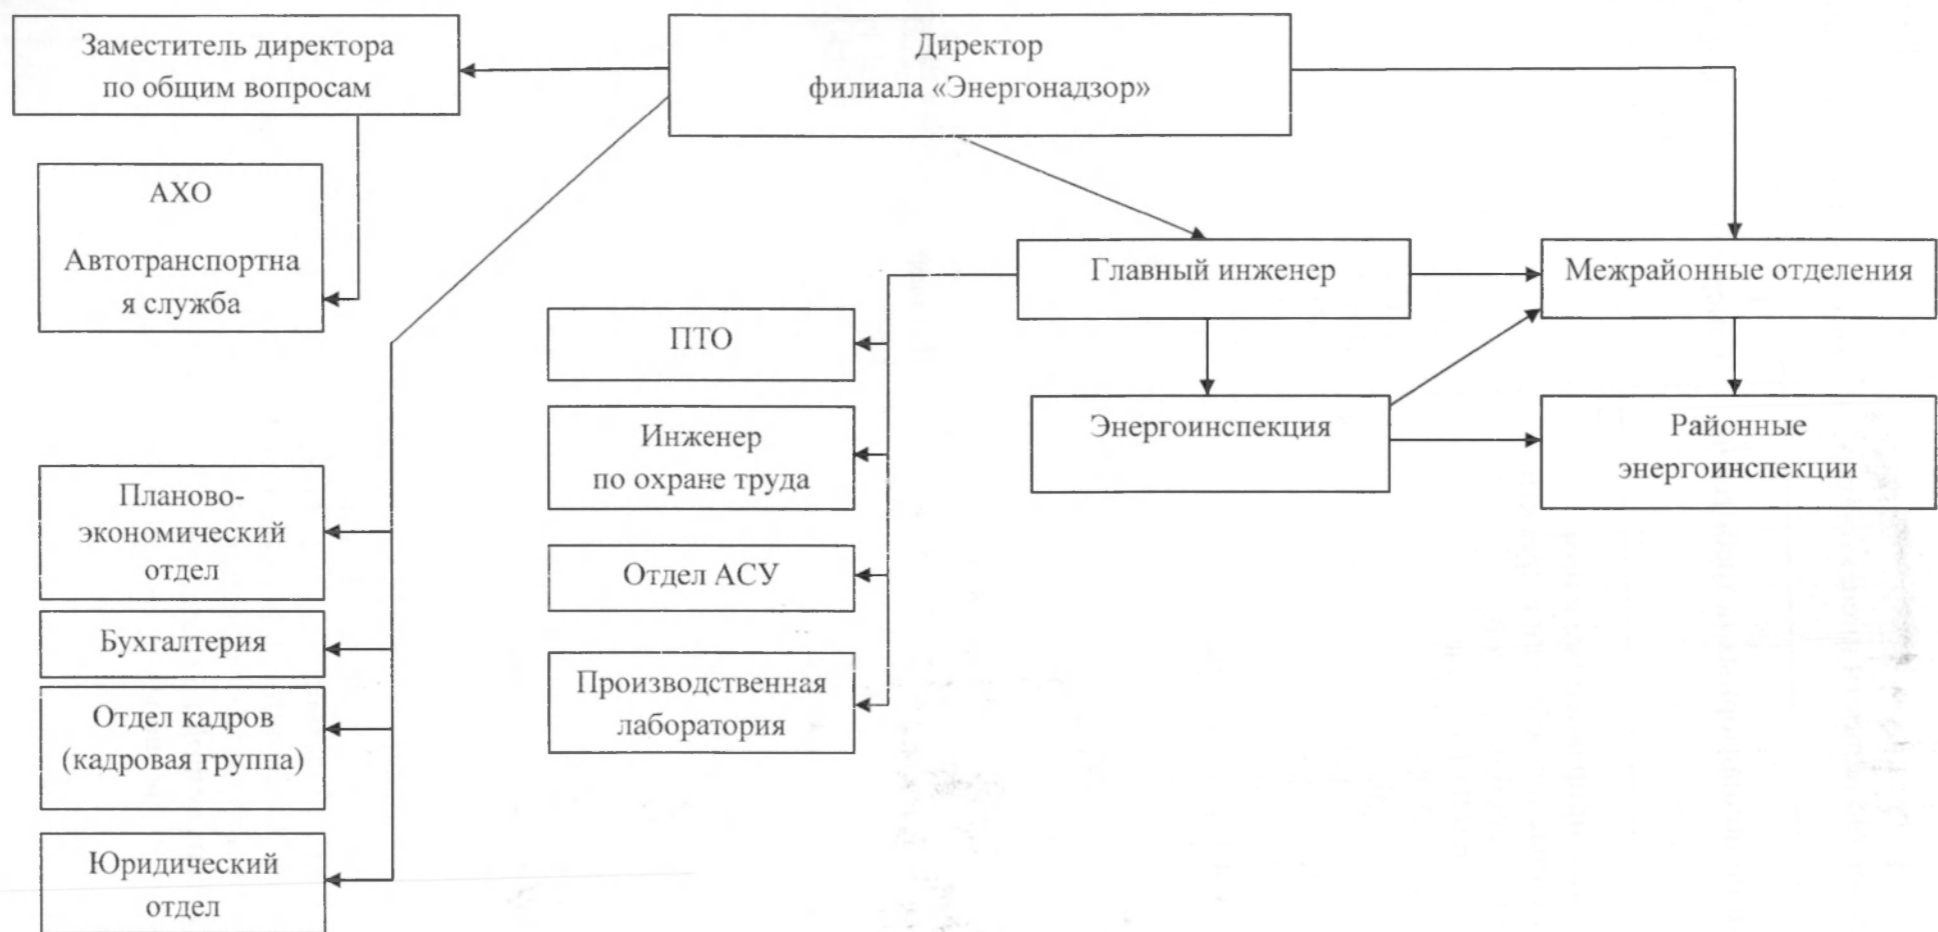 Заместитель директора
по общим вопросам
Директор
филиала «Энергонадзор»
АХО
Автотранспортна
я служба
Главный инженер
Межрайонные отделения
ПТО
Энергоинспекция
Районные
энергоинспекции
Инженер
по охране труда
Планово-
экономический
отдел
Отдел АСУ
Бухгалтерия
Производственная
лаборатория
Отдел кадров
(кадровая группа)
Юридический
отдел